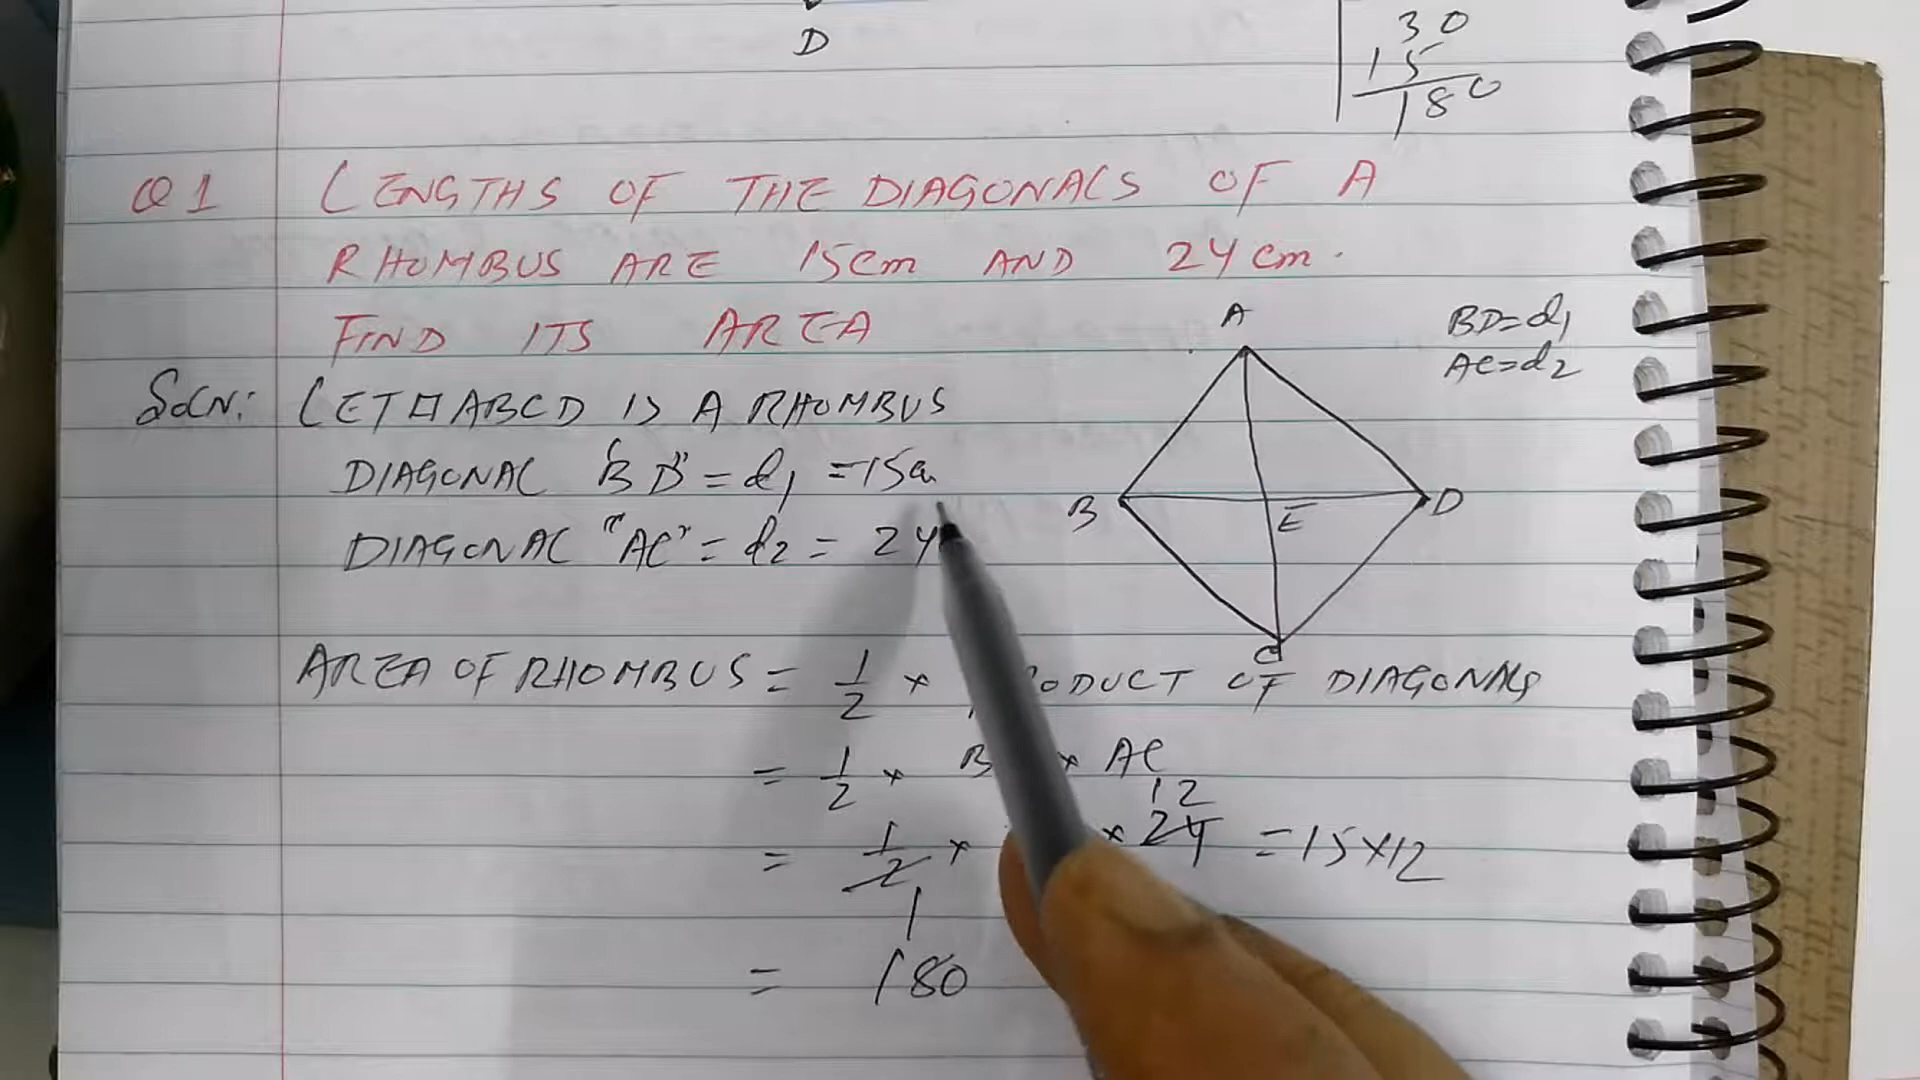 D
30
15
180
Q1 LENGTHS OF THE DIAGONALS OF A
RHOMBUS ARE 15cm AND 24cm.
FIND ITS AREA
SOLN: LET □ABCD IS A RHOMBUS
DIAGONAL "BD" = d1 = 15cm
DIAGONAL "AC" = d2 = 24
BD=d1
AC=d2
A
B
E
D
C
AREA OF RHOMBUS = 1/2 × ODUCT OF DIAGONALS
= 1/2 × B × AC
12
= 1/2 × × 24 = 15×12
1
= 180